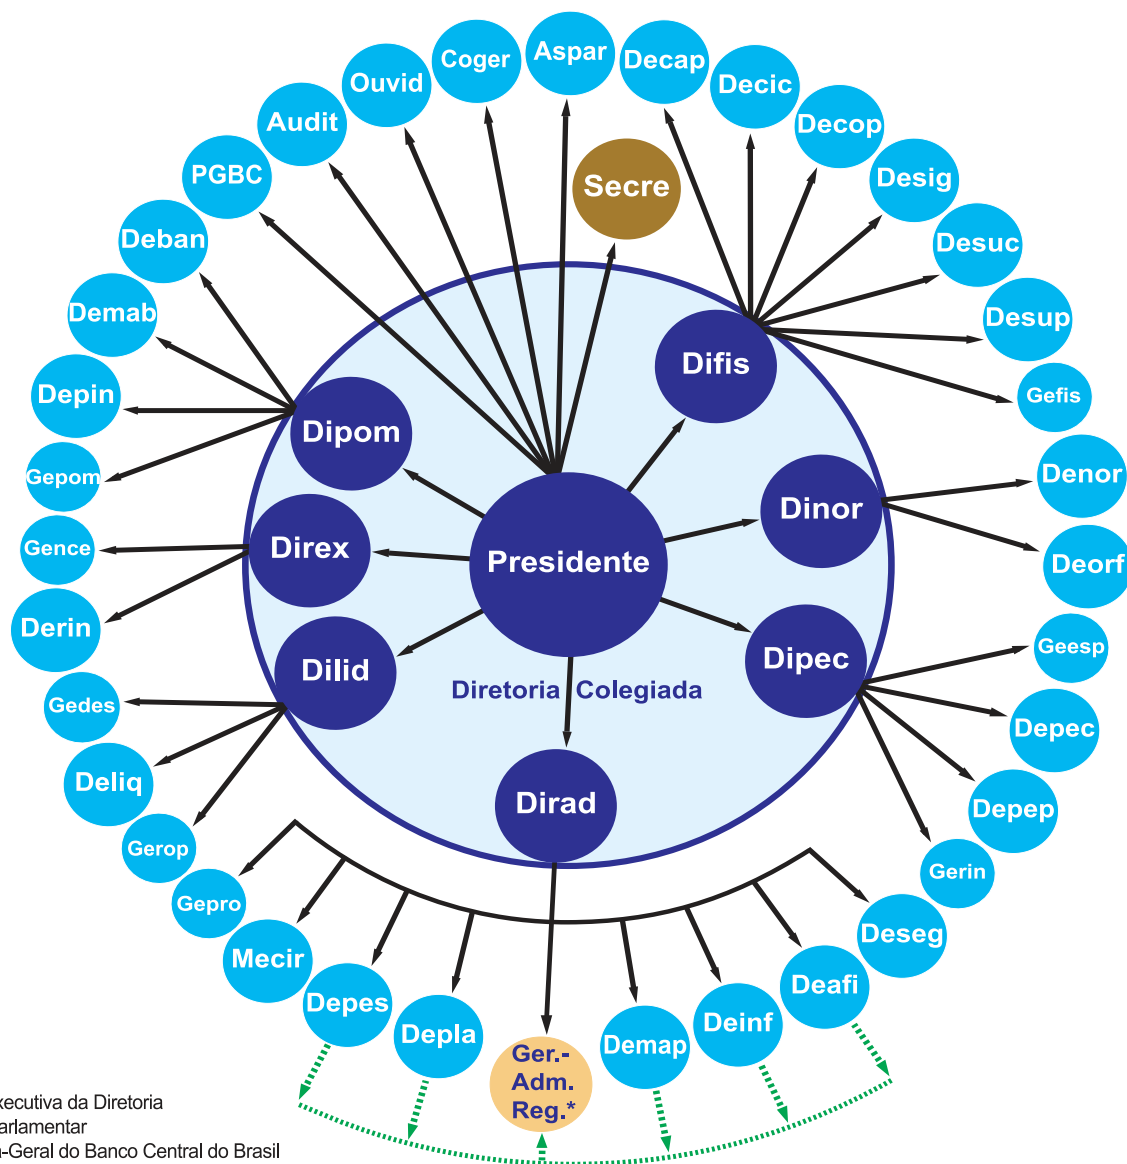 Aspar
Coger
Decap
Ouvid
Decic
Audit
Decop
PGBC
Secre
Desig
Deban
Desuc
Demab
Desup
Difis
Depin
Gefis
Dipom
Gepom
Denor
Dinor
Gence
Direx
Presidente
Deorf
Derin
Geesp
Dilid
Dipec
Diretoria Colegiada
Gedes
Depec
Deliq
Dirad
Depep
Gerop
Gerin
Gepro
Deseg
Mecir
Deafi
Depes
Deinf
Depla
Demap
Ger.-
Adm.
Reg.*
xecutiva da Diretoria
arlamentar
-Geral do Banco Central do Brasil